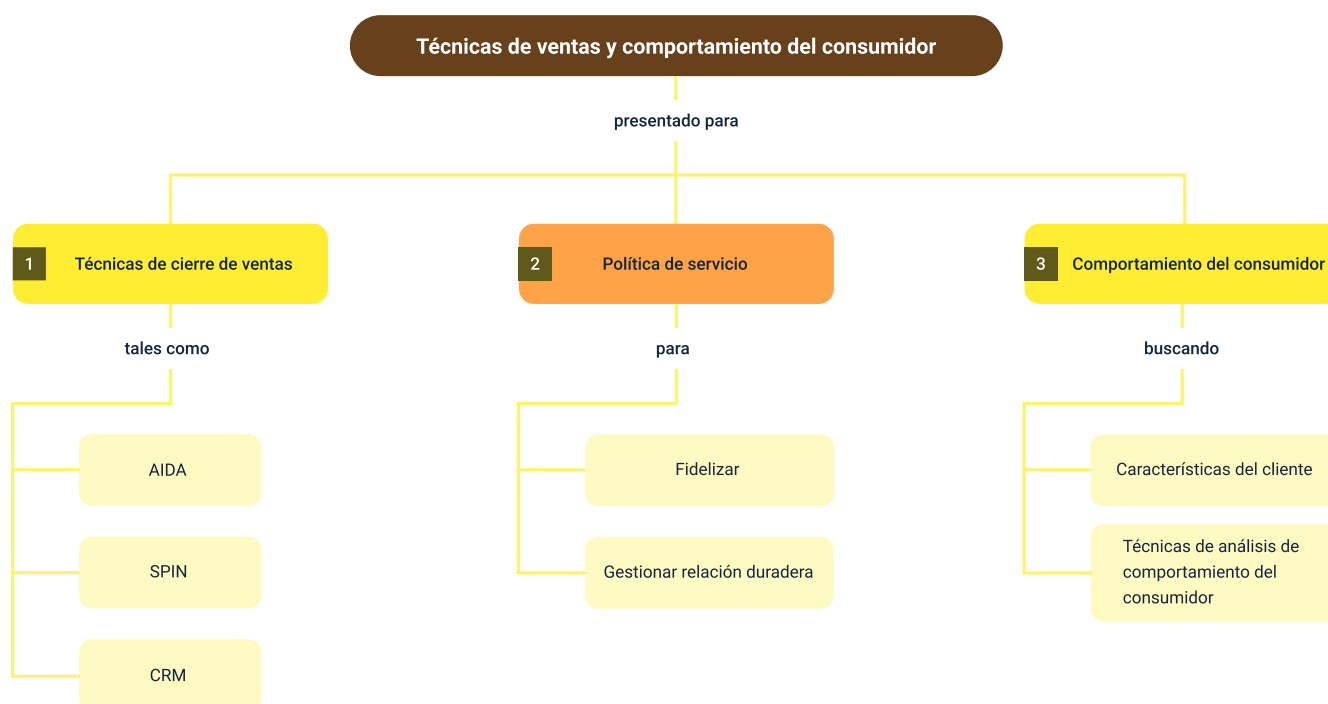 Técnicas de ventas y comportamiento del consumidor
presentado para
1 Técnicas de cierre de ventas
tales como
AIDA
SPIN
CRM
2 Política de servicio
para
Fidelizar
Gestionar relación duradera
3 Comportamiento del consumidor
buscando
Características del cliente
Técnicas de análisis de
comportamiento del
consumidor